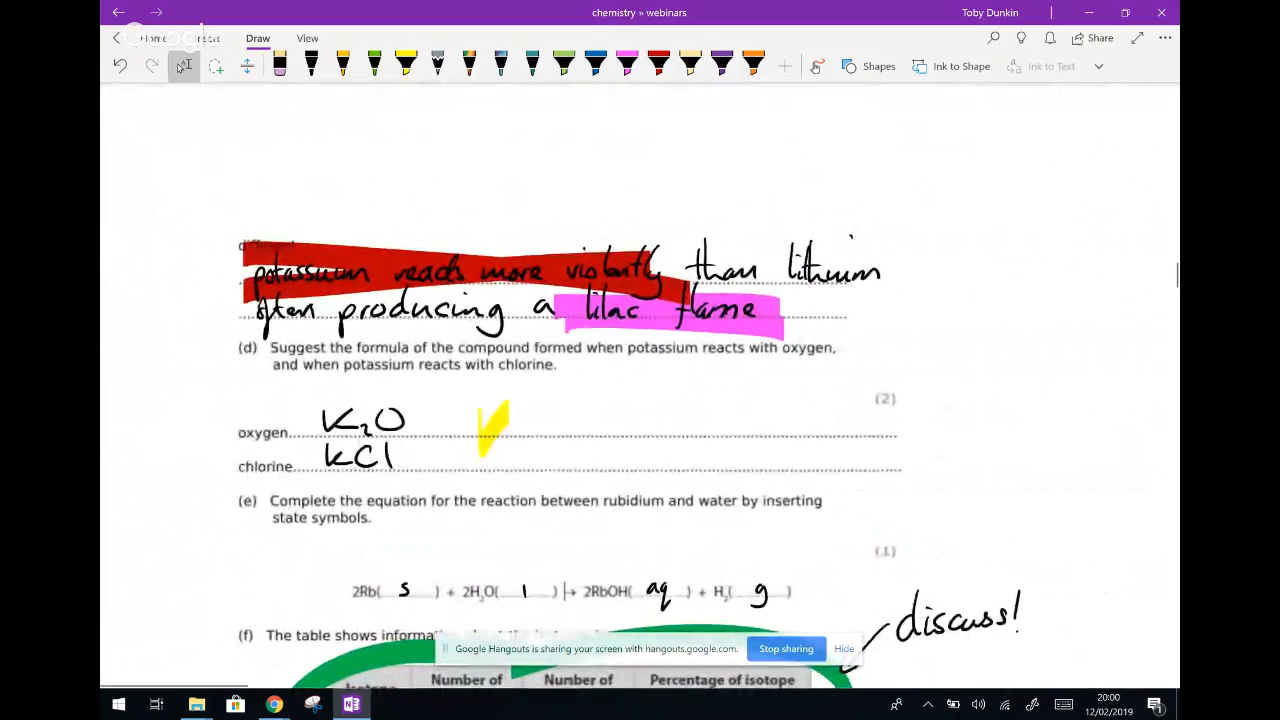 chemistry » webinars
Toby Dunkin
Google
Home Insert Draw View
Share
Shapes Ink to Shape Ink to Text
different
potassium reacts more violently than lithium
often producing a lilac flame
(d) Suggest the formula of the compound formed when potassium reacts with oxygen,
and when potassium reacts with chlorine.
(2)
oxygen K₂O
chlorine KCl
(e) Complete the equation for the reaction between rubidium and water by inserting
state symbols.
(1)
2Rb( s ) + 2H₂O( l ) → 2RbOH( aq ) + H₂( g )
discuss!
(f) The table shows
Google Hangouts is sharing your screen with hangouts.google.com. Stop sharing Hide
Isotope Number of Number of Percentage of isotope
20:00
12/02/2019